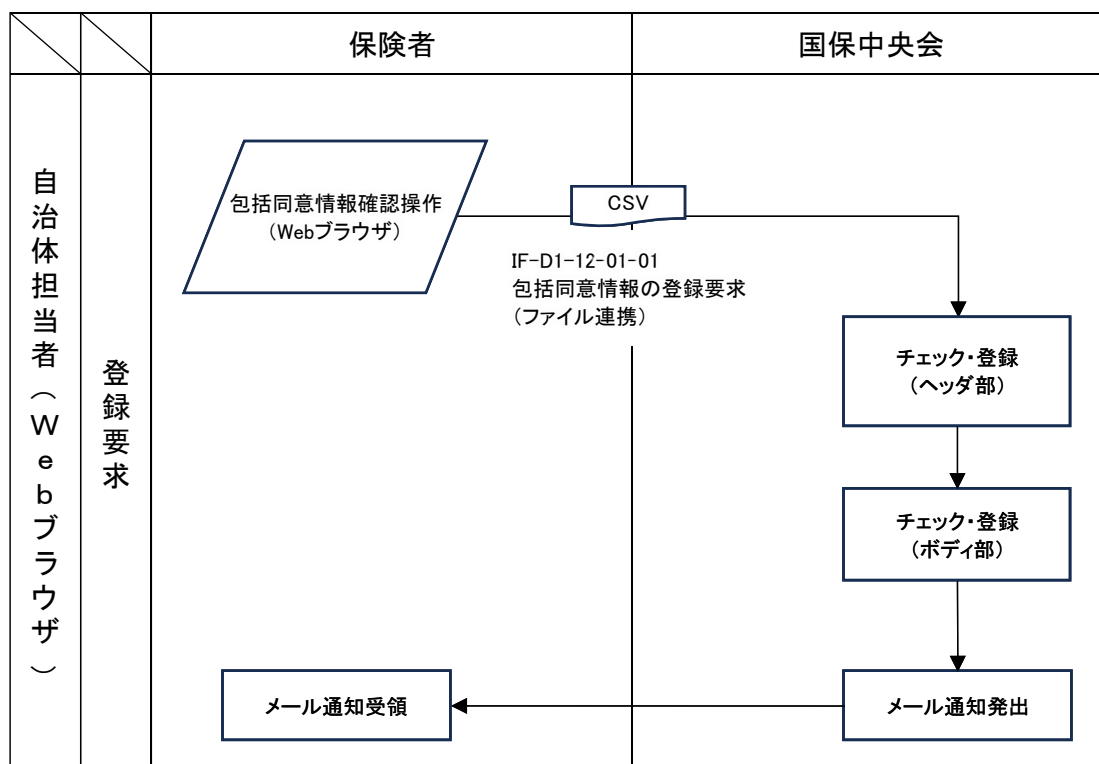 保険者
国保中央会
自治体担当者（Ｗｅｂブラウザ）
登録要求
包括同意情報確認操作
(Webブラウザ)
CSV
IF-D1-12-01-01
包括同意情報の登録要求
(ファイル連携)
チェック・登録
(ヘッダ部)
チェック・登録
(ボディ部)
メール通知受領
メール通知発出